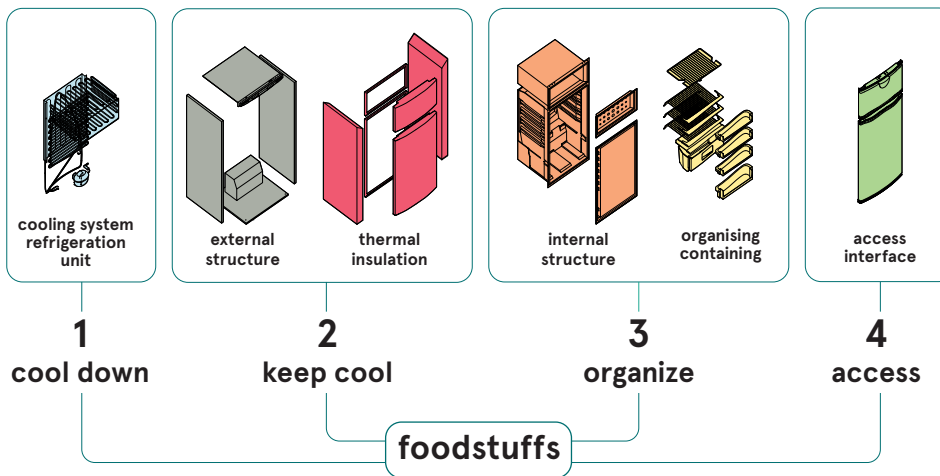 cooling system
refrigeration
unit
external
structure
thermal
insulation
internal
structure
organising
containing
access
interface
1
cool down
2
keep cool
3
organize
4
access
foodstuffs